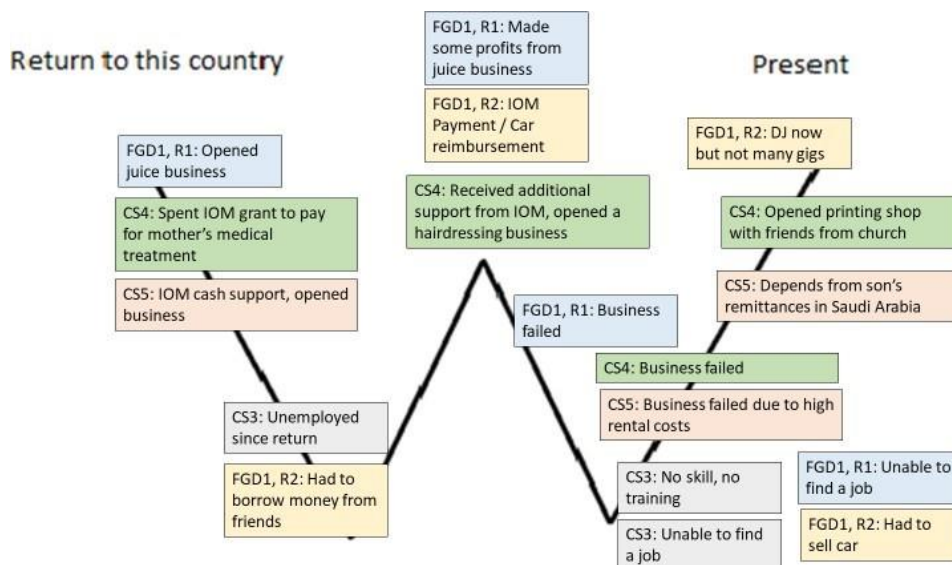 Return to this country
FGD1, R1: Made
some profits from
juice business
Present
FGD1, R2: IOM
Payment / Car
reimbursement
FGD1, R1: Opened
juice business
FGD1, R2: DJ now
but not many gigs
CS4: Spent IOM grant to pay
for mother's medical
treatment
CS4: Received additional
support from IOM, opened a
hairdressing business
CS4: Opened printing shop
with friends from church
CS5: IOM cash support, opened
business
CS5: Depends from son's
remittances in Saudi Arabia
FGD1, R1: Business
failed
CS4: Business failed
CS5: Business failed due to high
rental costs
CS3: Unemployed
since return
FGD1, R2: Had to
borrow money from
friends
CS3: No skill, no
training
FGD1, R1: Unable to
find a job
CS3: Unable to find
a job
FGD1, R2: Had to
sell car